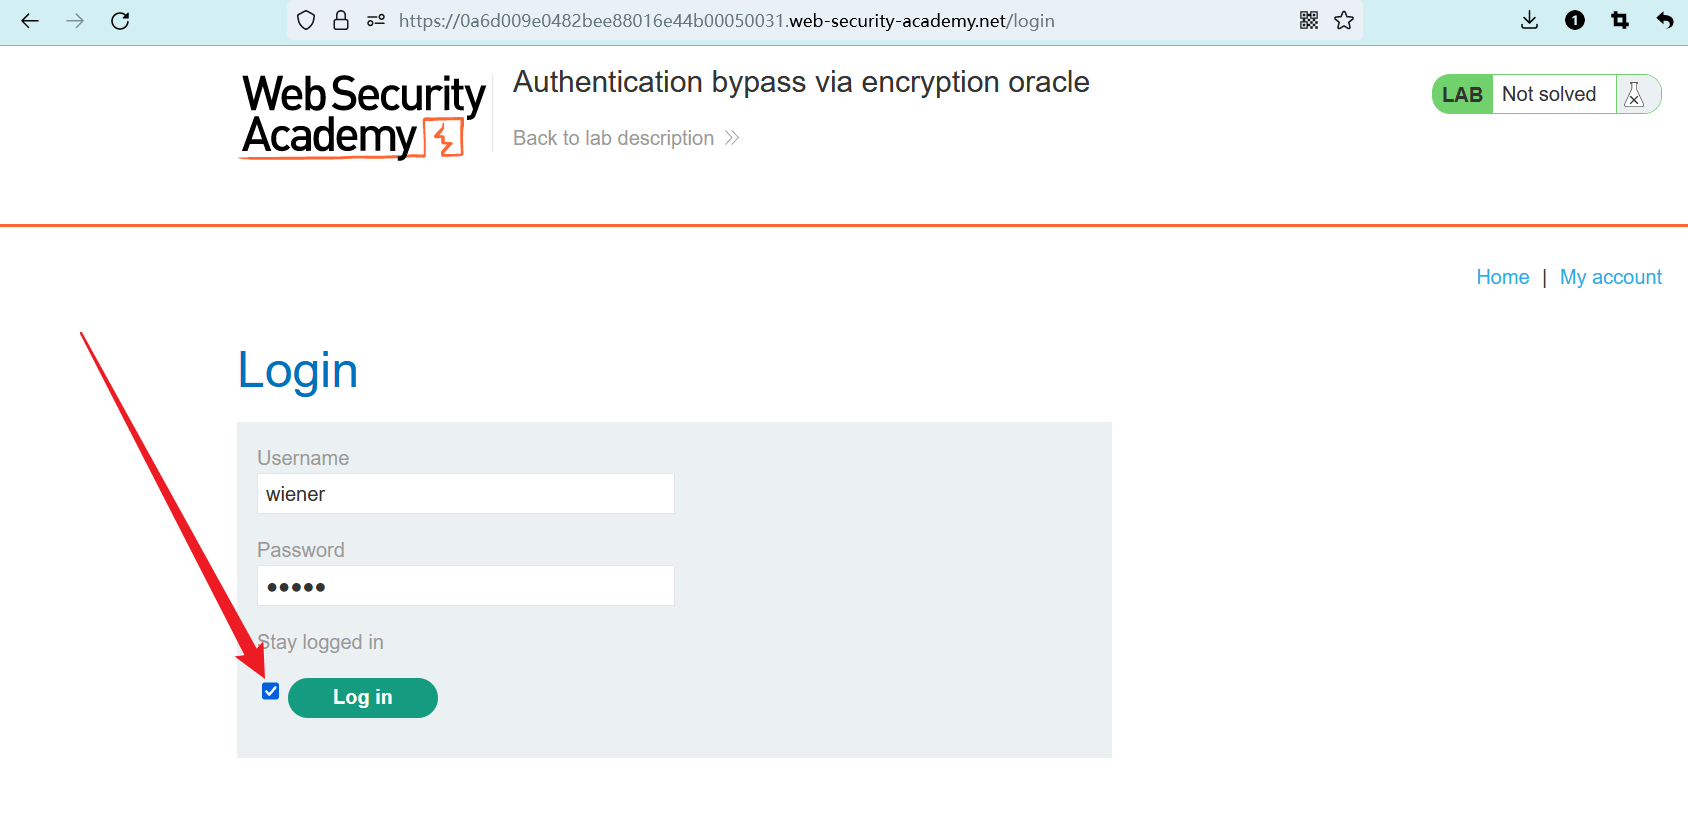 https://0a6d009e0482bee88016e44b00050031.web-security-academy.net/login
1
Web Security
Academy
Authentication bypass via encryption oracle
Back to lab description
LAB Not solved
Home | My account
Login
Username
wiener
Password
•••••
Stay logged in
Log in